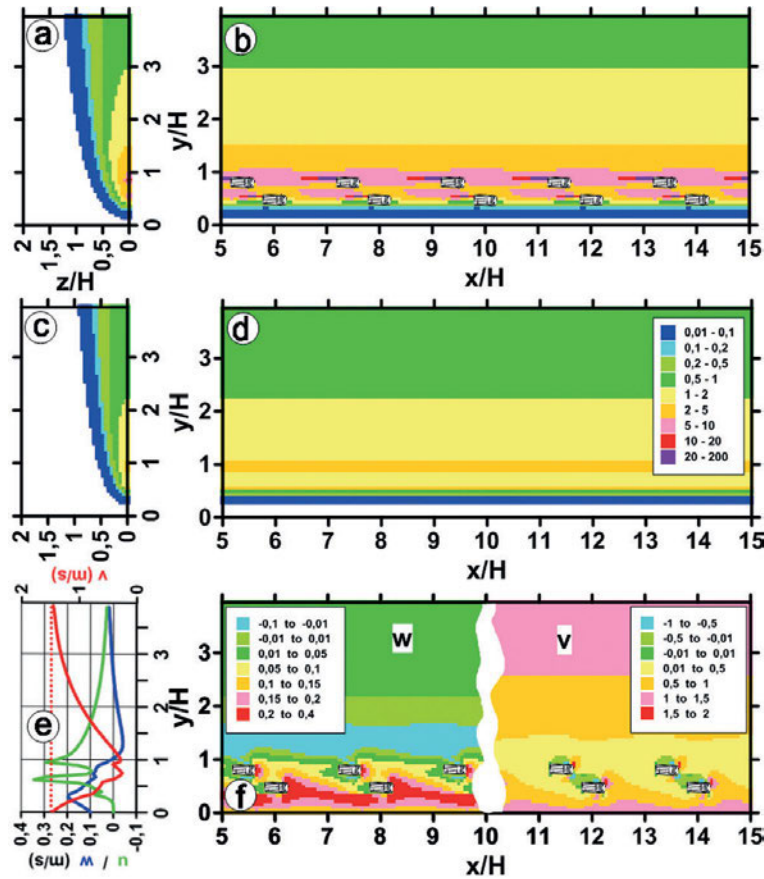 a
3
2
1
0
y/H
2
1,5
1
0,5
0
z/H
b
3
2
1
0
y/H
5
6
7
8
9
10
11
12
13
14
15
x/H
c
3
2
1
0
y/H
2
1,5
1
0,5
0
d
3
2
1
0
y/H
0,01 - 0,1
0,1 - 0,2
0,2 - 0,5
0,5 - 1
1 - 2
2 - 5
5 - 10
10 - 20
20 - 200
5
6
7
8
9
10
11
12
13
14
15
x/H
v (m/s)
2
1
0
e
3
2
1
0
y/H
0,4
0,3
0,2
0,1
0
-0,1
u / w (m/s)
f
3
2
1
0
-0,1 to -0,01
-0,01 to 0,01
0,01 to 0,05
0,05 to 0,1
0,1 to 0,15
0,15 to 0,2
0,2 to 0,4
w
v
-1 to -0,5
-0,5 to -0,01
-0,01 to 0,01
0,01 to 0,5
0,5 to 1
1 to 1,5
1,5 to 2
5
6
7
8
9
10
11
12
13
14
15
x/H